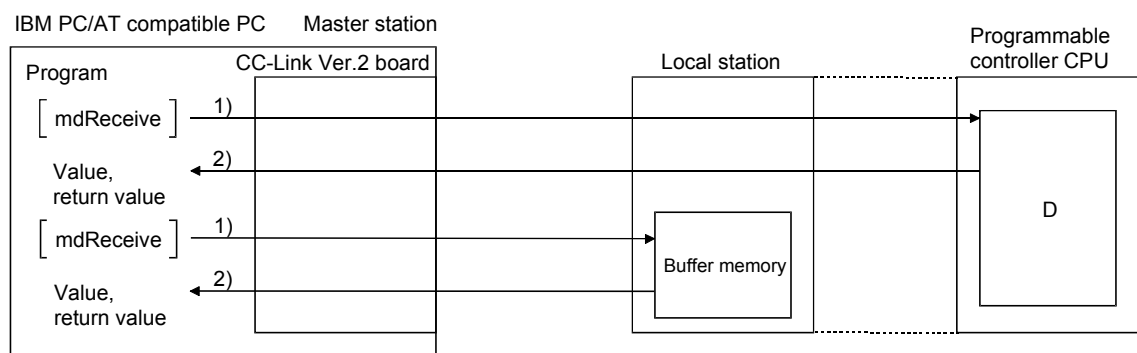 IBM PC/AT compatible PC
Master station
Programmable
controller CPU
CC-Link Ver.2 board
Local station
Program
mdReceive
1)
2)
Value,
return value
D
mdReceive
1)
Buffer memory
2)
Value,
return value